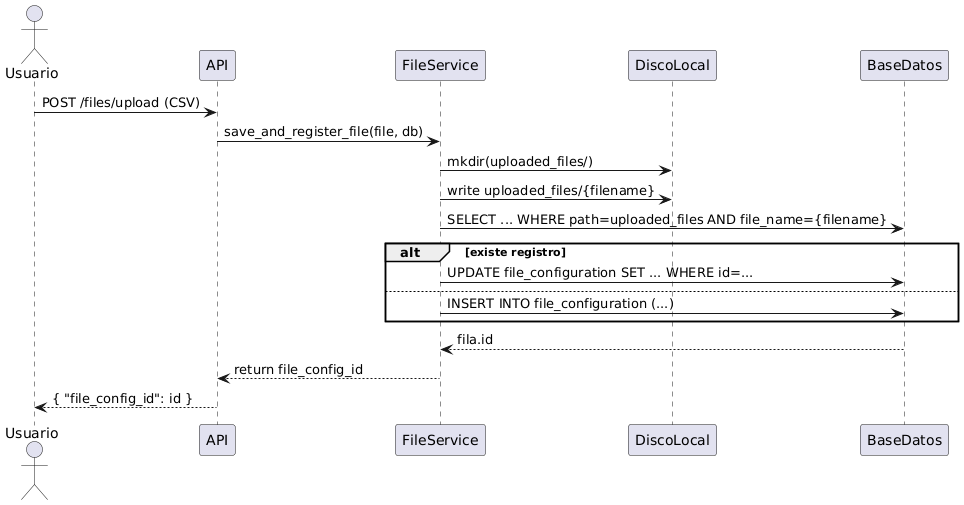 Usuario
API
FileService
DiscoLocal
BaseDatos
POST /files/upload (CSV)
save_and_register_file(file, db)
mkdir(uploaded_files/)
write uploaded_files/{filename}
SELECT ... WHERE path=uploaded_files AND file_name={filename}
alt [existe registro]
UPDATE file_configuration SET ... WHERE id=...
INSERT INTO file_configuration (...)
fila.id
return file_config_id
{ "file_config_id": id }
Usuario
API
FileService
DiscoLocal
BaseDatos